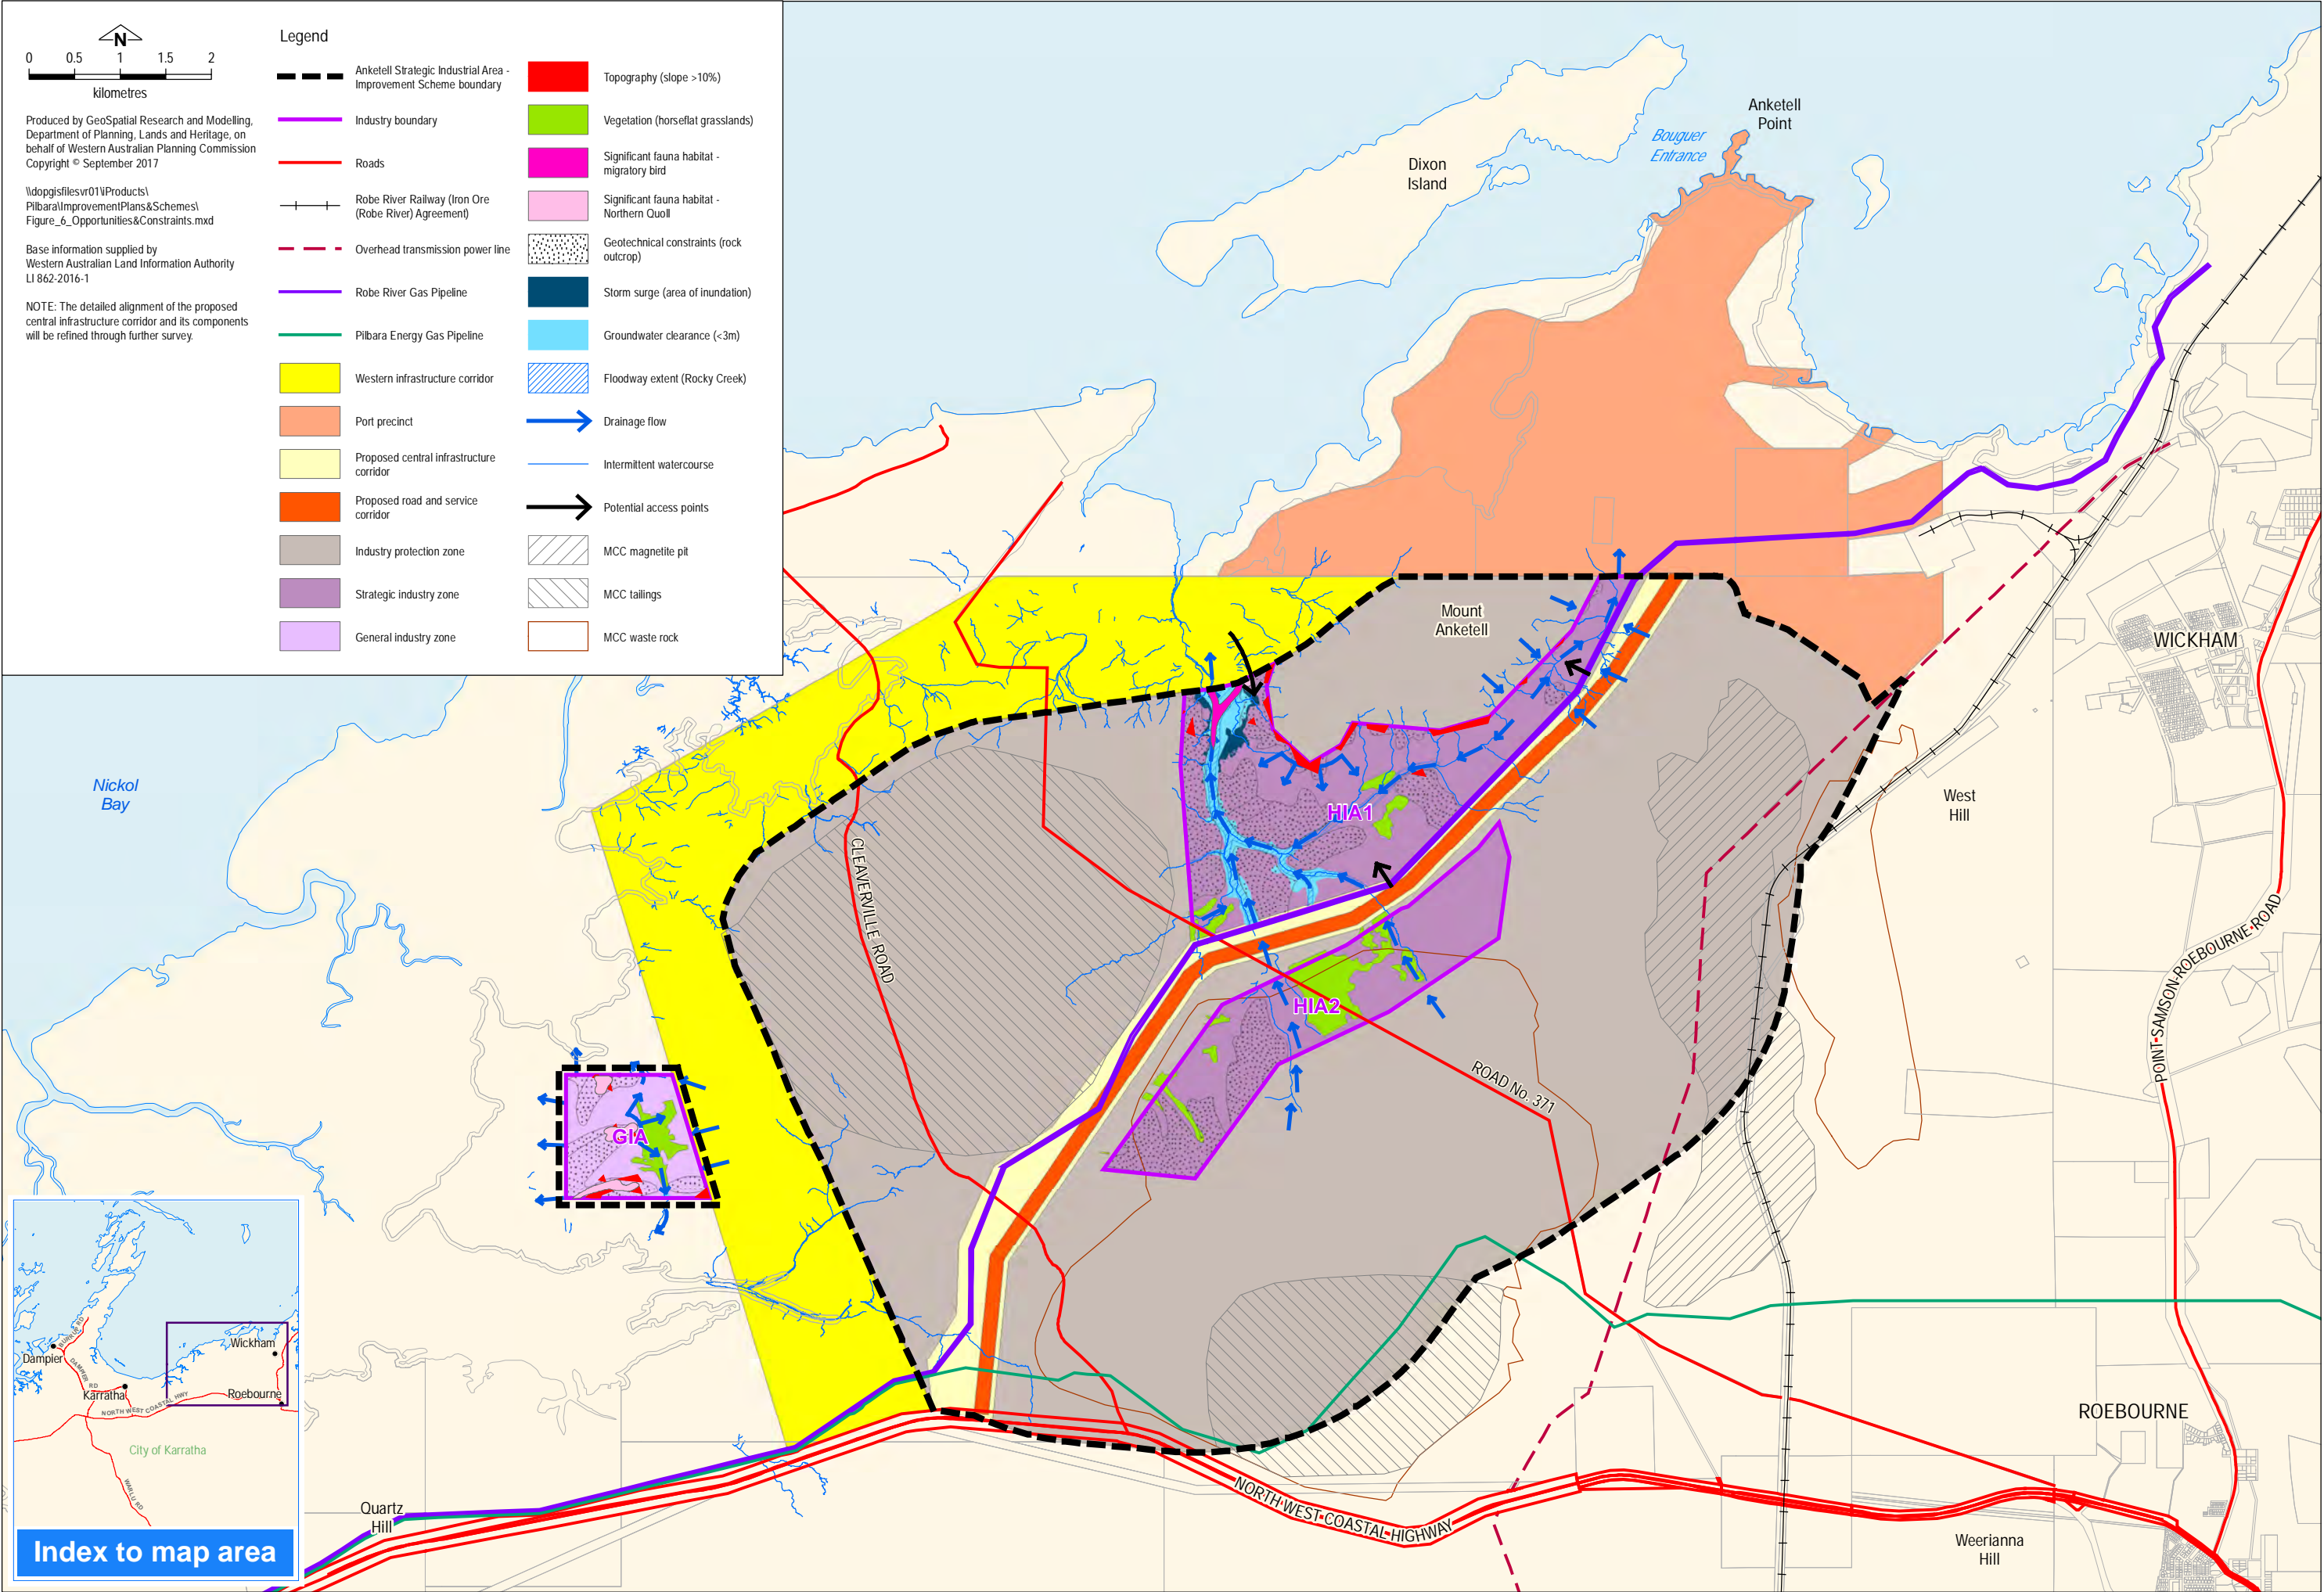 N
0 0.5 1 1.5 2
kilometres
Produced by GeoSpatial Research and Modelling,
Department of Planning, Lands and Heritage, on
behalf of Western Australian Planning Commission
Copyright © September 2017
\\dopgisfilesvr01\iProducts\
Pilbara\ImprovementPlans&Schemes\
Figure_6_Opportunities&Constraints.mxd
Base information supplied by
Western Australian Land Information Authority
LI 862-2016-1
NOTE: The detailed alignment of the proposed
central infrastructure corridor and its components
will be refined through further survey.
Legend
Anketell Strategic Industrial Area -
Improvement Scheme boundary
Industry boundary
Roads
Robe River Railway (Iron Ore
(Robe River) Agreement)
Overhead transmission power line
Robe River Gas Pipeline
Pilbara Energy Gas Pipeline
Western infrastructure corridor
Port precinct
Proposed central infrastructure
corridor
Proposed road and service
corridor
Industry protection zone
Strategic industry zone
General industry zone
Topography (slope >10%)
Vegetation (horseflat grasslands)
Significant fauna habitat -
migratory bird
Significant fauna habitat -
Northern Quoll
Geotechnical constraints (rock
outcrop)
Storm surge (area of inundation)
Groundwater clearance (<3m)
Floodway extent (Rocky Creek)
Drainage flow
Intermittent watercourse
Potential access points
MCC magnetite pit
MCC tailings
MCC waste rock
Anketell
Point
Bouguer
Entrance
Dixon
Island
Mount
Anketell
WICKHAM
West
Hill
Nickol
Bay
HIA1
HIA2
GIA
CLEAVERVILLE ROAD
ROAD No. 371
POINT-SAMSON-ROEBOURNE-ROAD
ROEBOURNE
NORTH WEST COASTAL HIGHWAY
Weerianna
Hill
Quartz
Hill
Dampier
BURRUP RD
DAMPIER RD
Karratha
Wickham
Roebourne
NORTH WEST COASTAL HWY
City of Karratha
WARLU RD
Index to map area